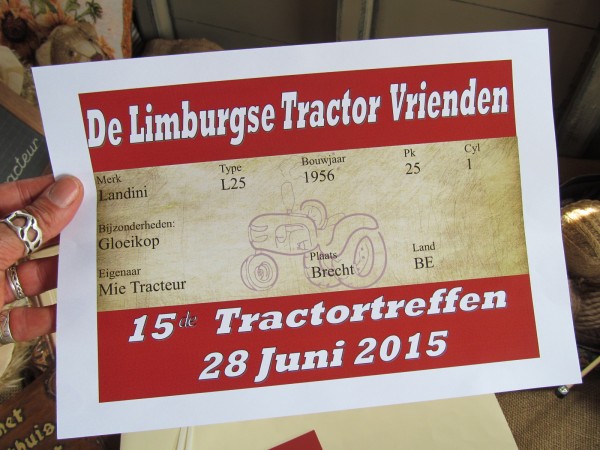 De Limburgse Tractor Vrienden
Merk Type Bouwjaar Pk Cyl
Landini L25 1956 25 1
Bijzonderheden:
Gloeikop
Eigenaar Plaats Land
Mie Tracteur Brecht BE
15de Tractortreffen
28 Juni 2015